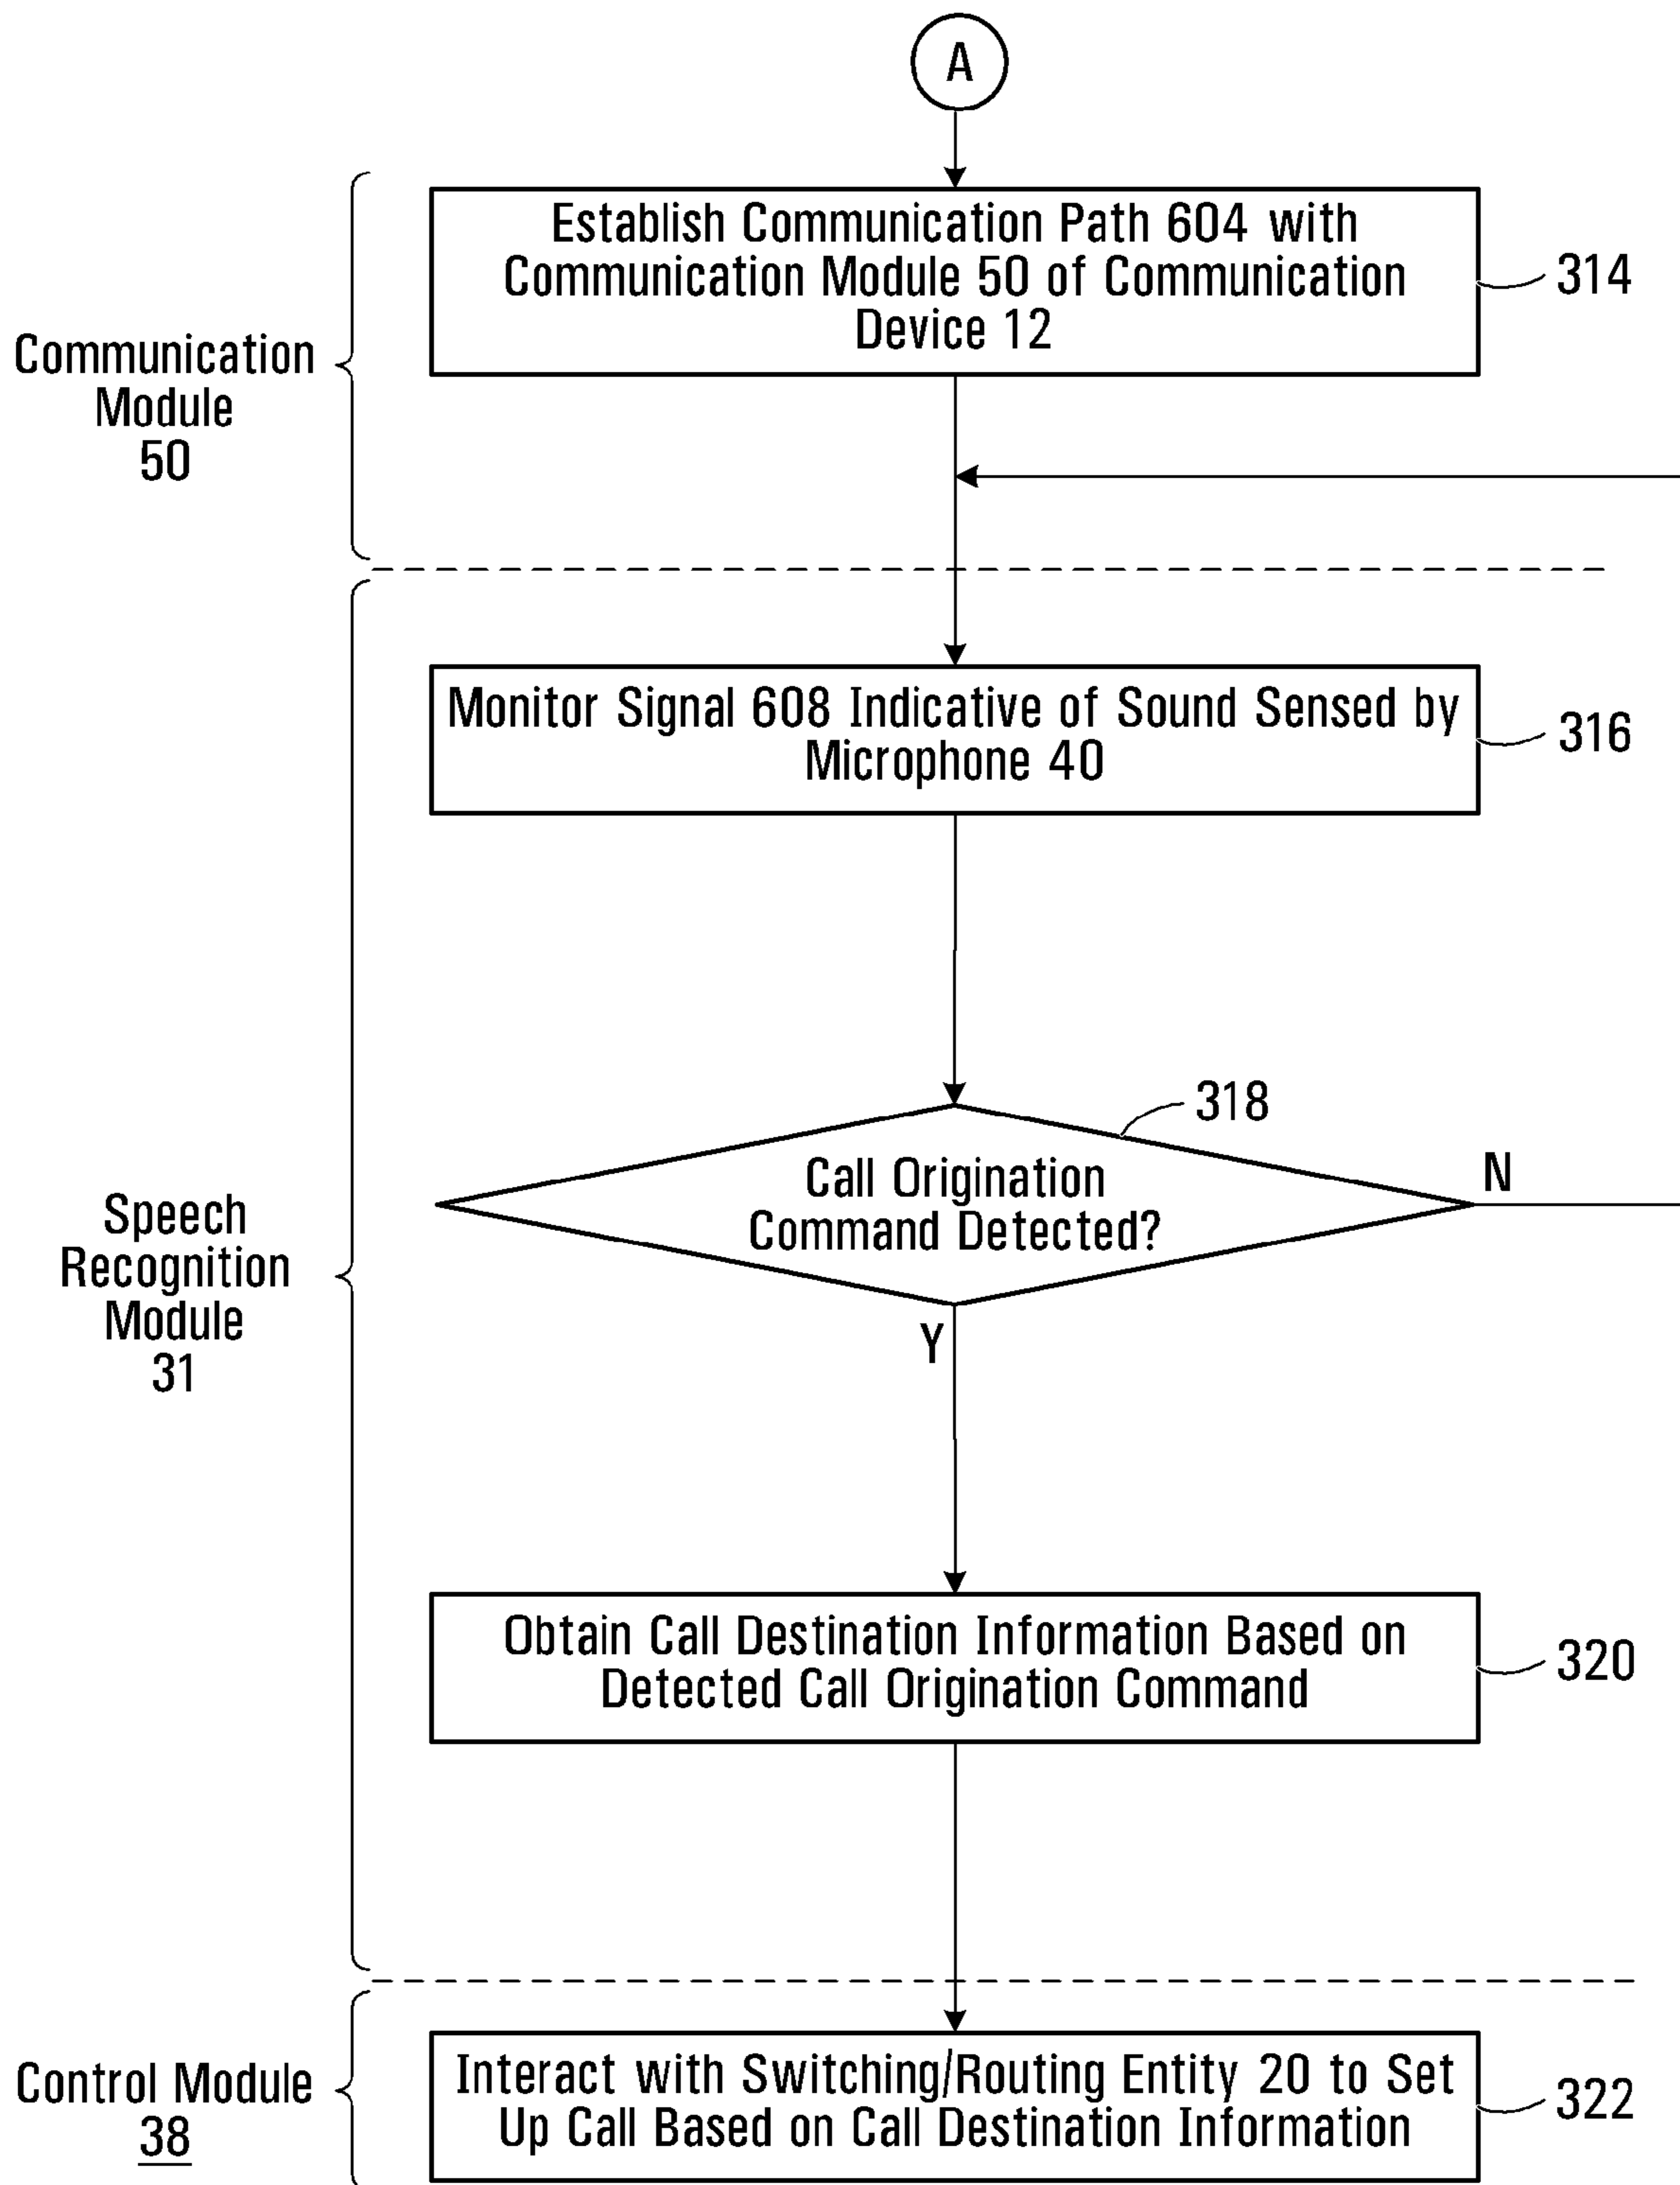 A
Establish Communication Path 604 with
Communication Module 50 of Communication
Device 12
314
Communication
Module
50
Monitor Signal 608 Indicative of Sound Sensed by
Microphone 40
316
318
Call Origination
Command Detected?
N
Y
Speech
Recognition
Module
31
Obtain Call Destination Information Based on
Detected Call Origination Command
320
Control Module
38
Interact with Switching/Routing Entity 20 to Set
Up Call Based on Call Destination Information
322